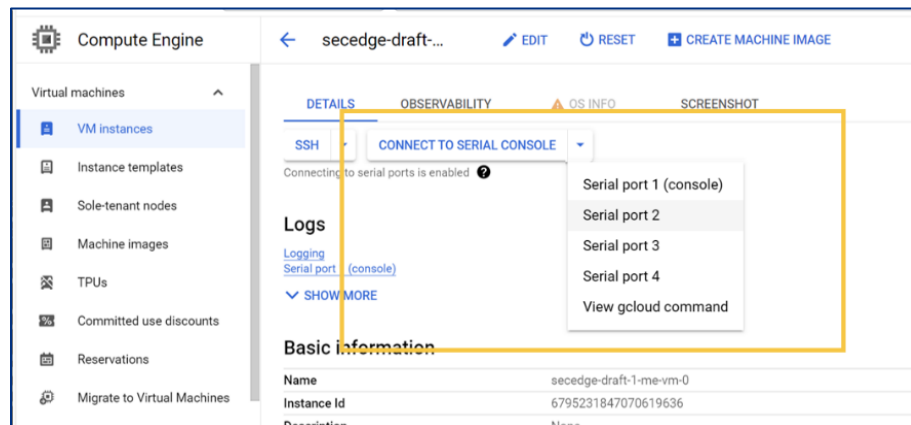 Compute Engine
secedge-draft-...
EDIT
RESET
CREATE MACHINE IMAGE
Virtual machines
VM instances
Instance templates
Sole-tenant nodes
Machine images
TPUs
Committed use discounts
Reservations
Migrate to Virtual Machines
DETAILS
OBSERVABILITY
OS INFO
SCREENSHOT
SSH
CONNECT TO SERIAL CONSOLE
Connecting to serial ports is enabled
Serial port 1 (console)
Serial port 2
Serial port 3
Serial port 4
View gcloud command
Logs
Logging
Serial port (console)
SHOW MORE
Basic information
Name secedge-draft-1-me-vm-0
Instance Id 6795231847070619636
Description None